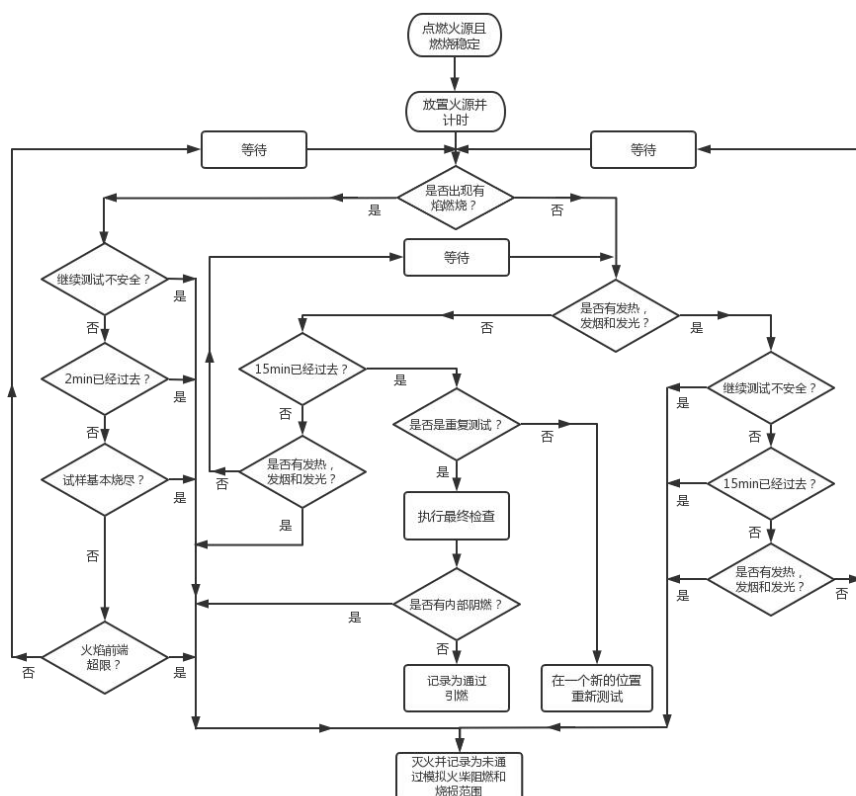 点燃火源且
燃烧稳定
放置火源并
计时
等待
等待
是否出现有
焰燃烧？
是
否
等待
继续测试不安全？
是
否
是否有发热，
发烟和发光？
否
是
2min已经过去？
是
否
15min已经过去？
是
否
继续测试不安全？
是
否
是否是重复测试？
否
是
试样基本烧尽？
是
否
是否有发热，
发烟和发光？
否
是
15min已经过去？
是
否
执行最终检查
是否有发热，
发烟和发光？
是
否
是否有内部阴燃？
是
否
火焰前端
超限？
否
是
记录为通过
引燃
在一个新的位置
重新测试
灭火并记录为未通
过模拟火柴阻燃和
烧损范围